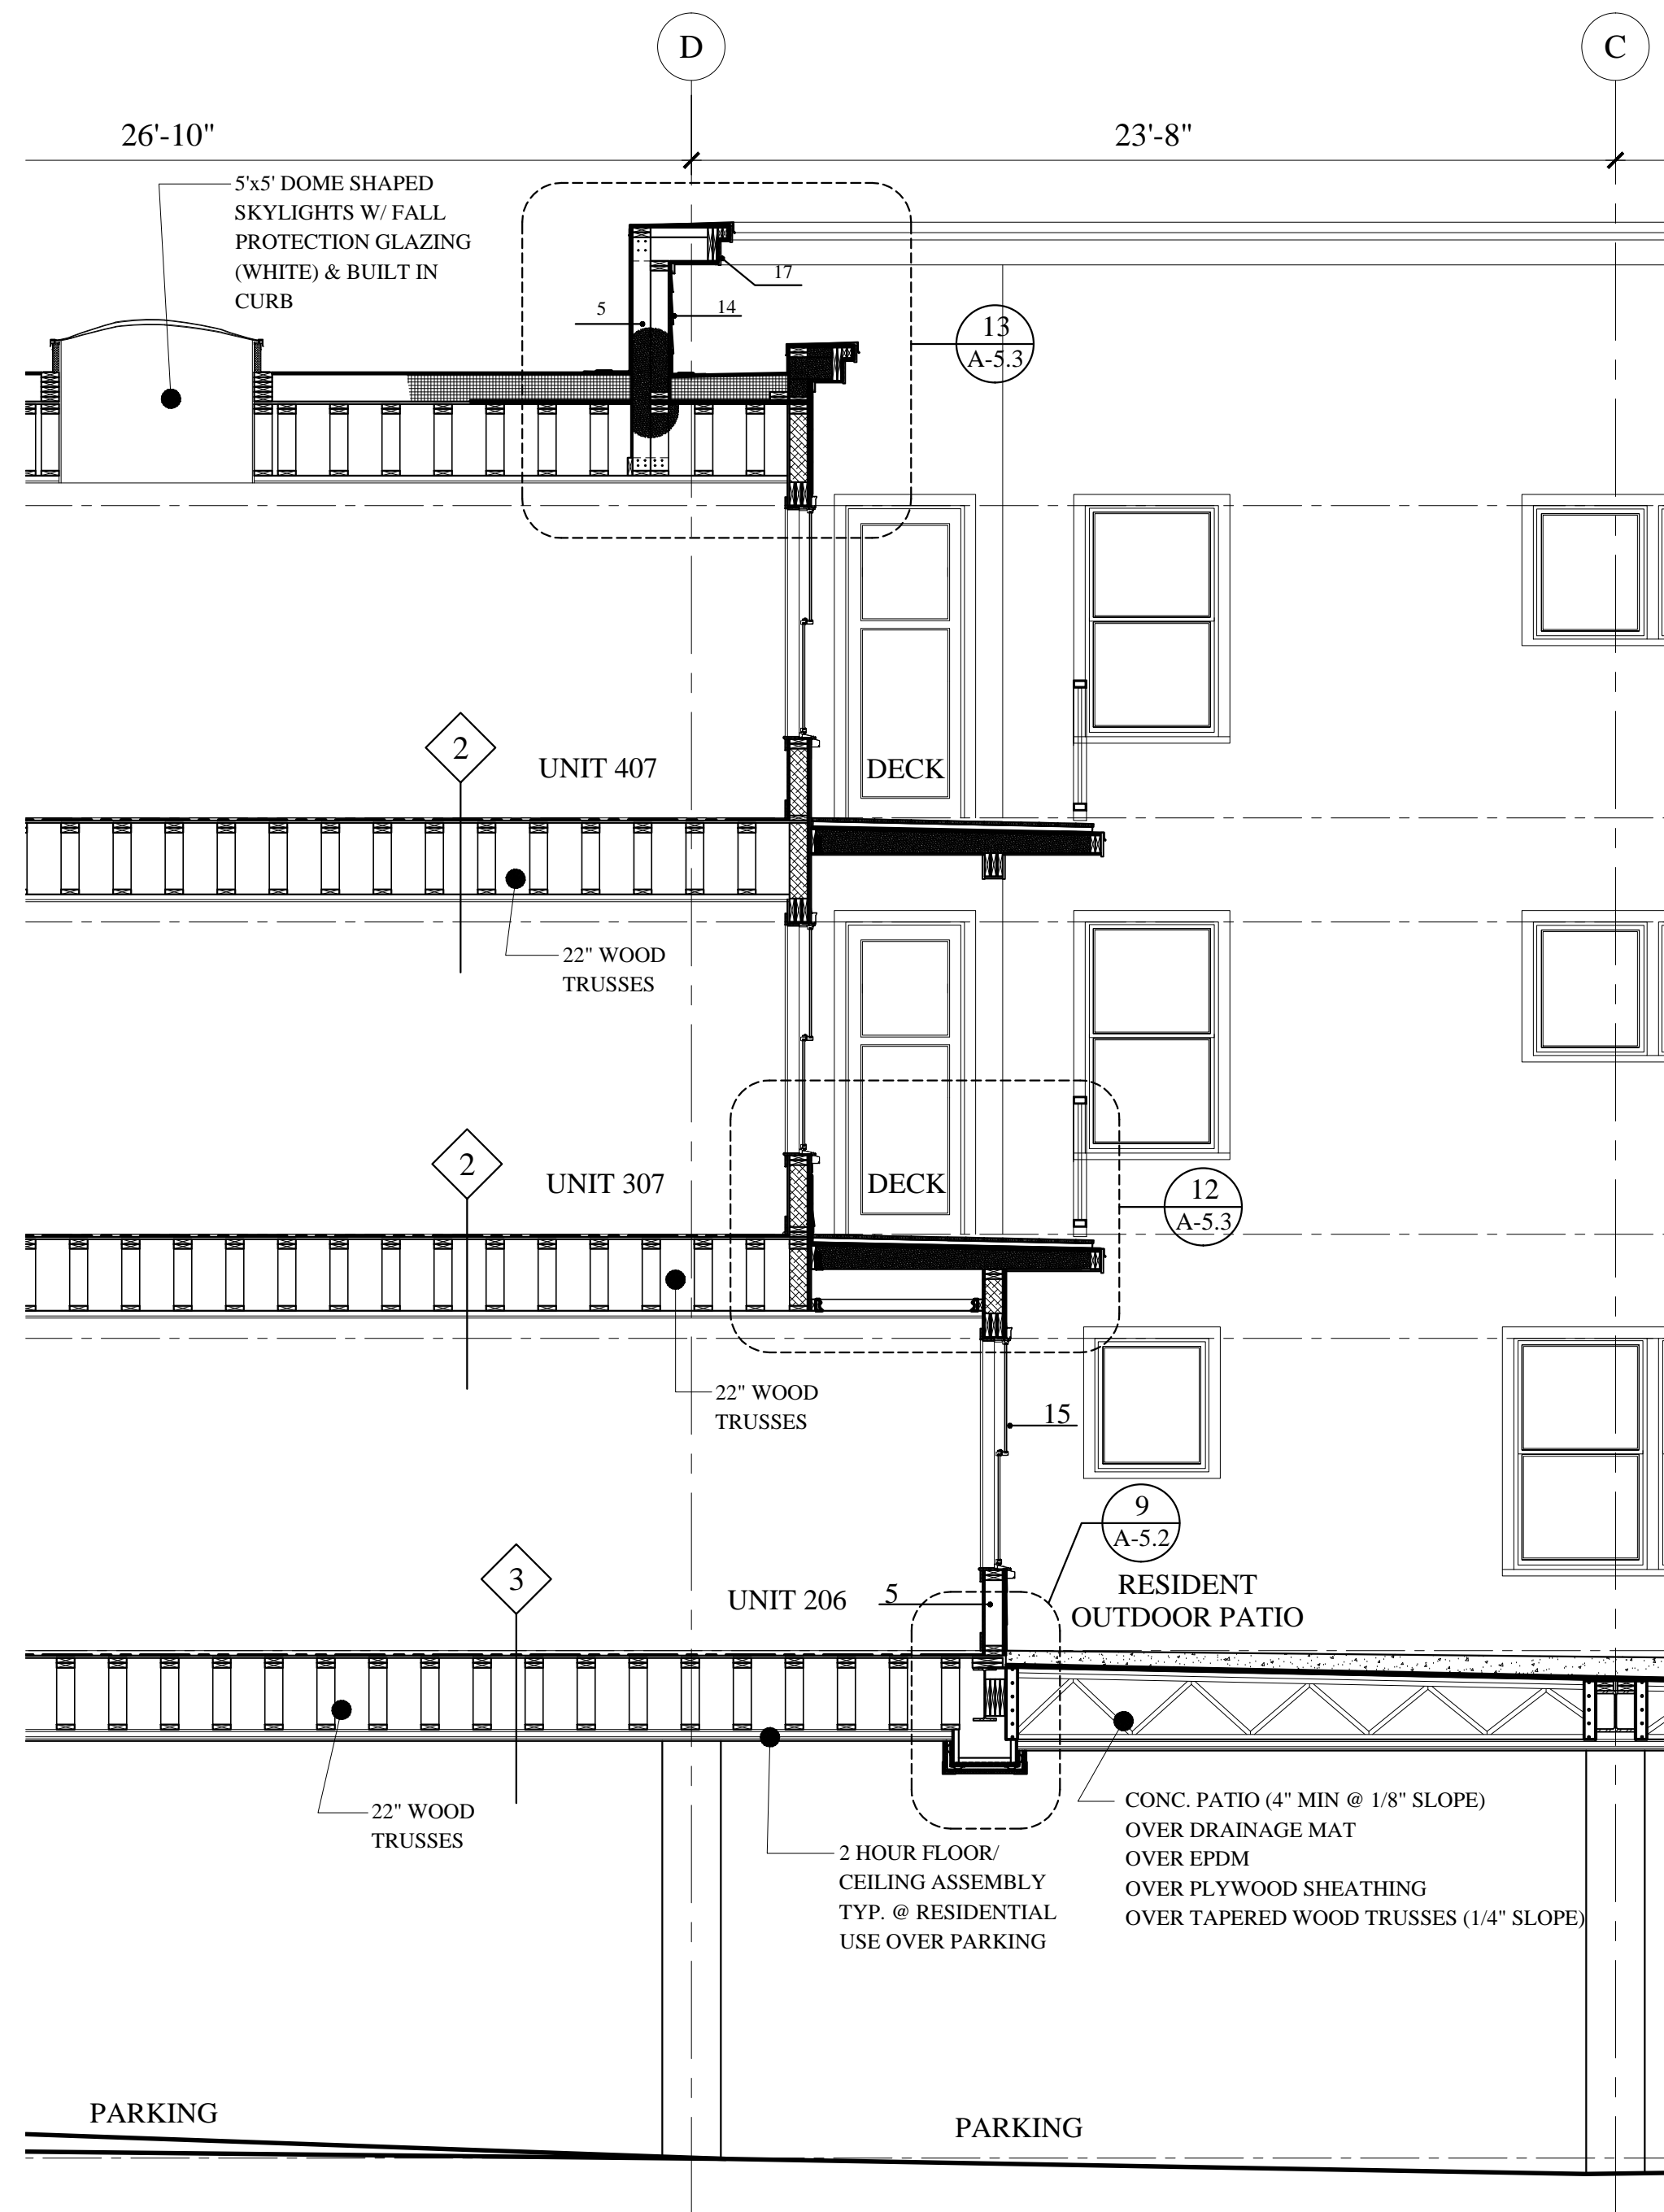 D
C
26'-10"
23'-8"
5'x5' DOME SHAPED
SKYLIGHTS W/ FALL
PROTECTION GLAZING
(WHITE) & BUILT IN
CURB
17
5
14
13
A-5.3
2
UNIT 407
DECK
22" WOOD
TRUSSES
2
UNIT 307
DECK
12
A-5.3
22" WOOD
TRUSSES
15
9
A-5.2
3
UNIT 206
5
RESIDENT
OUTDOOR PATIO
22" WOOD
TRUSSES
2 HOUR FLOOR/
CEILING ASSEMBLY
TYP. @ RESIDENTIAL
USE OVER PARKING
CONC. PATIO (4" MIN @ 1/8" SLOPE)
OVER DRAINAGE MAT
OVER EPDM
OVER PLYWOOD SHEATHING
OVER TAPERED WOOD TRUSSES (1/4" SLOPE)
PARKING
PARKING